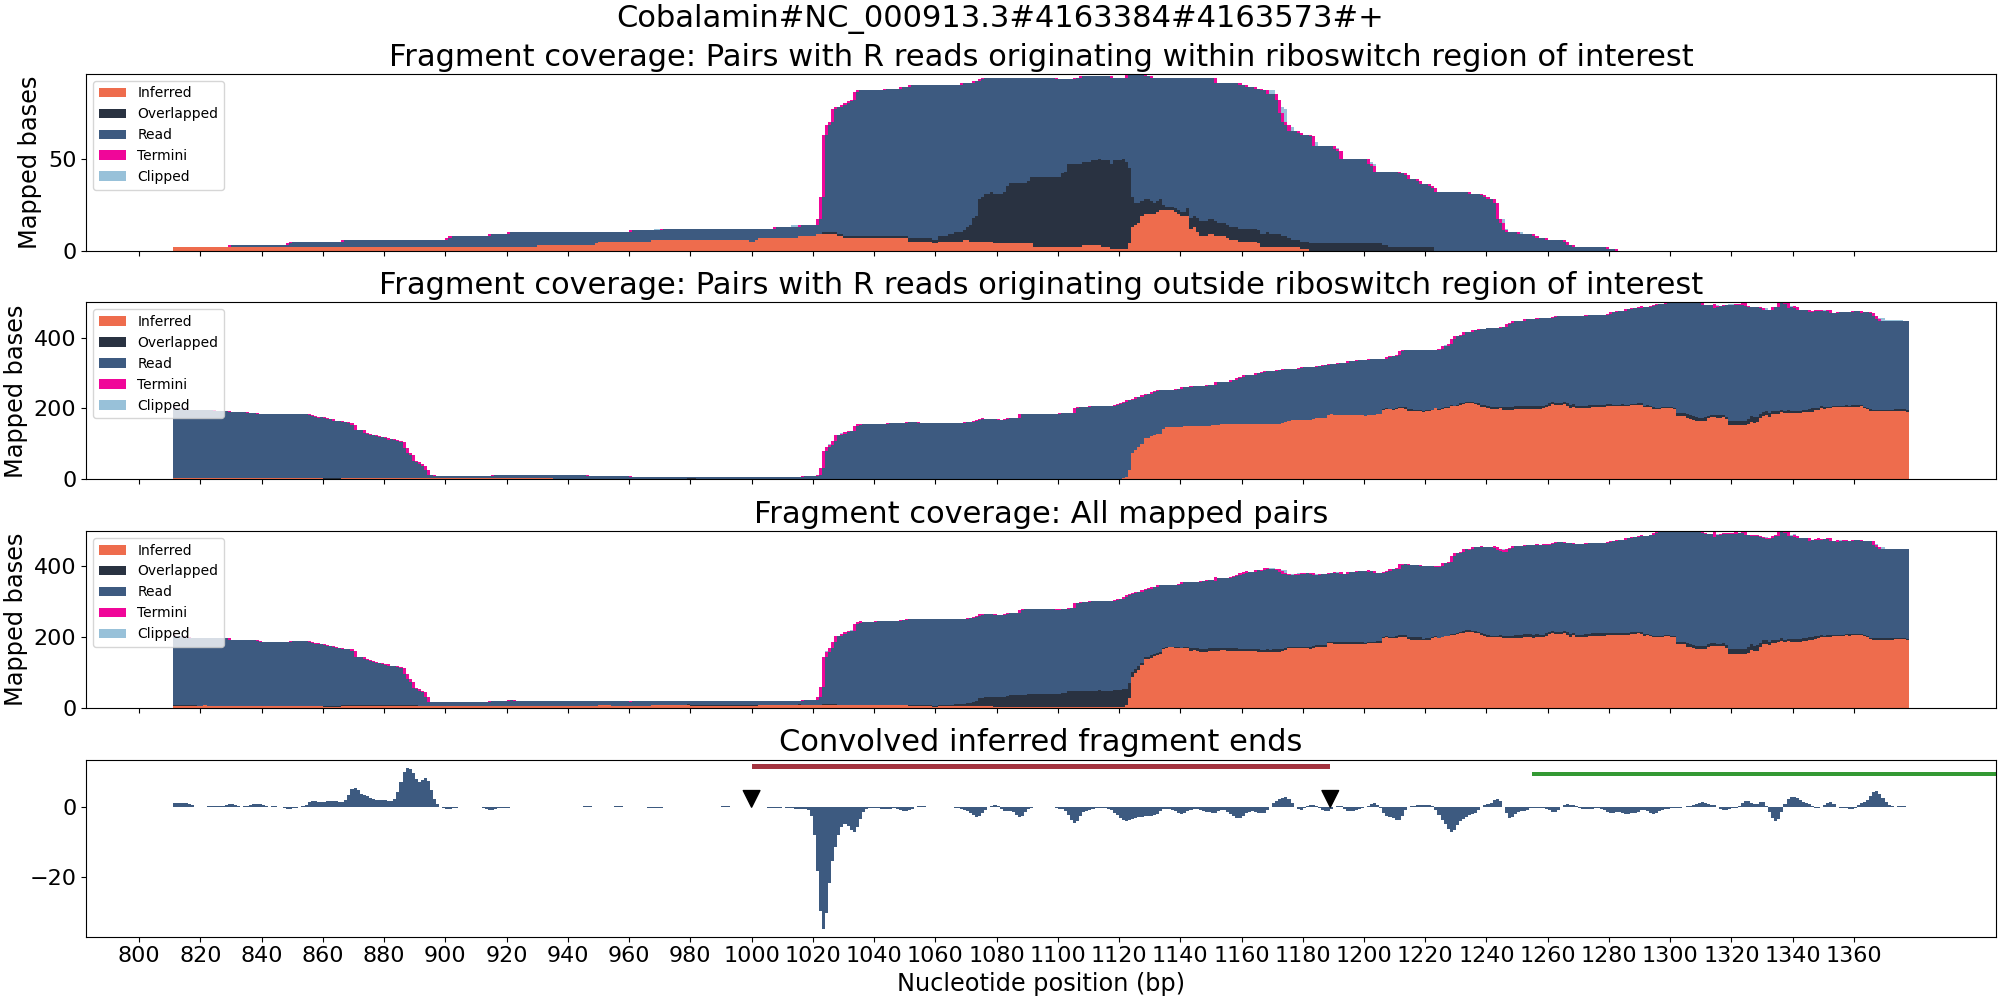 Cobalamin#NC_000913.3#4163384#4163573#+
Fragment coverage: Pairs with R reads originating within riboswitch region of interest
Mapped bases
50
0
Inferred
Overlapped
Read
Termini
Clipped
Fragment coverage: Pairs with R reads originating outside riboswitch region of interest
Mapped bases
400
200
0
Inferred
Overlapped
Read
Termini
Clipped
Fragment coverage: All mapped pairs
Mapped bases
400
200
0
Inferred
Overlapped
Read
Termini
Clipped
Convolved inferred fragment ends
0
−20
800 820 840 860 880 900 920 940 960 980 1000 1020 1040 1060 1080 1100 1120 1140 1160 1180 1200 1220 1240 1260 1280 1300 1320 1340 1360
Nucleotide position (bp)